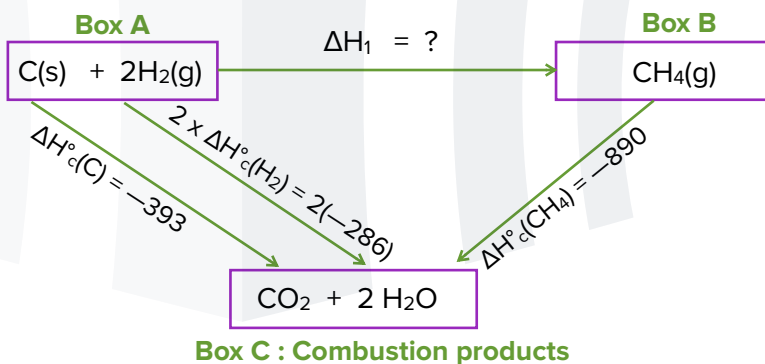 Box A
Box B
ΔH₁ = ?
C(s) + 2H₂(g)
CH₄(g)
ΔH°c(C) = —393
2 x ΔH°c(H₂) = 2(—286)
ΔH°c(CH₄) = —890
CO₂ + 2 H₂O
Box C : Combustion products